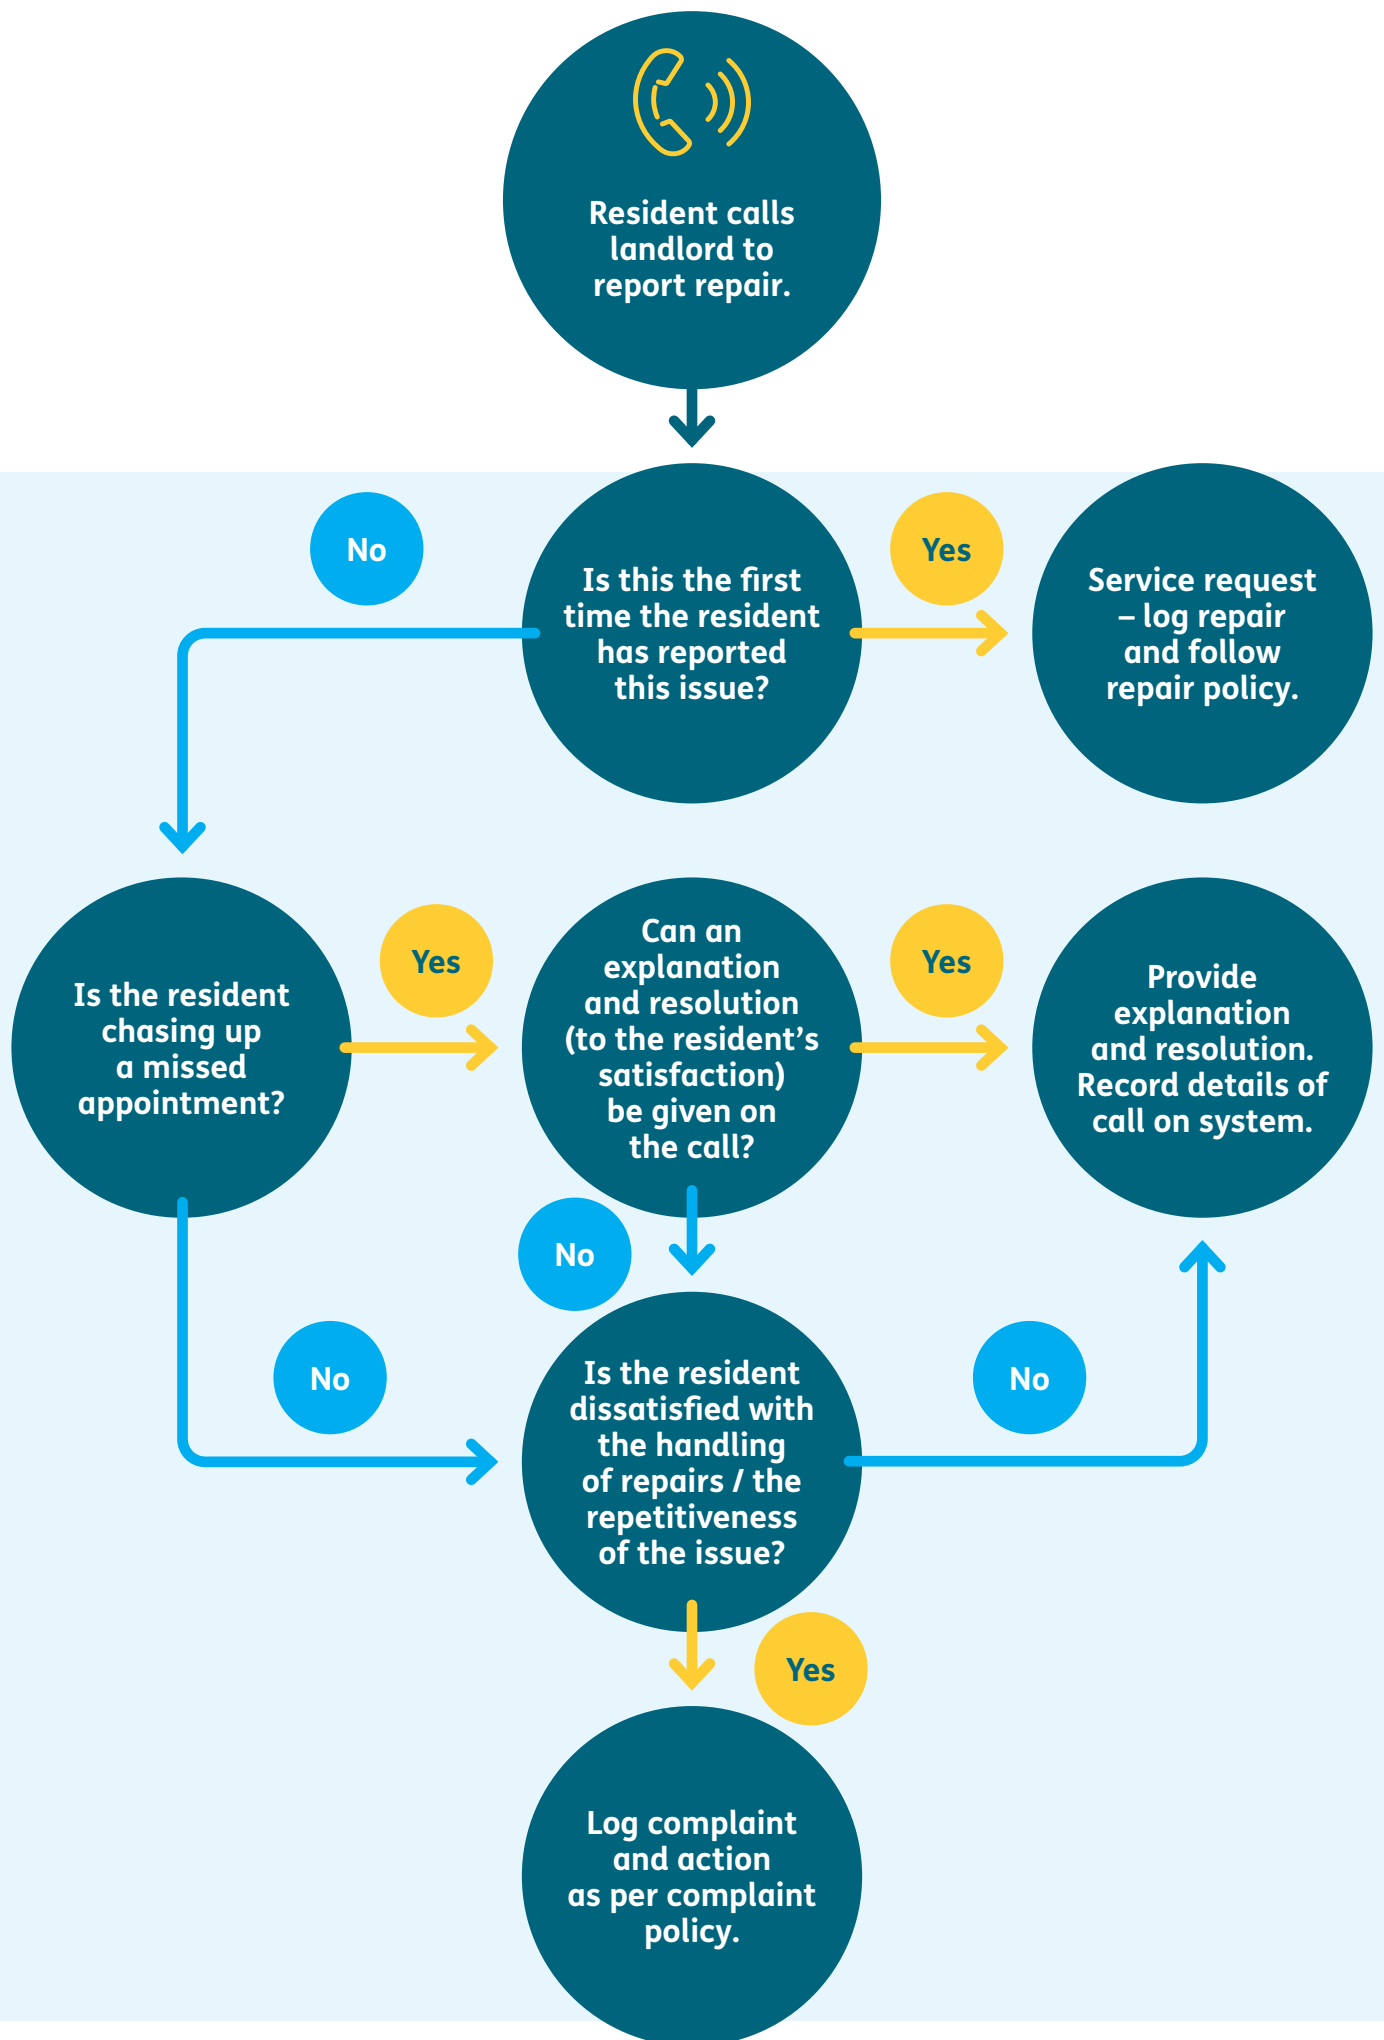 Resident calls
landlord to
report repair.
No
Is this the first
time the resident
has reported
this issue?
Yes
Service request
– log repair
and follow
repair policy.
Is the resident
chasing up
a missed
appointment?
Yes
Can an
explanation
and resolution
(to the resident’s
satisfaction)
be given on
the call?
Yes
Provide
explanation
and resolution.
Record details of
call on system.
No
No
Is the resident
dissatisfied with
the handling
of repairs / the
repetitiveness
of the issue?
No
Yes
Log complaint
and action
as per complaint
policy.